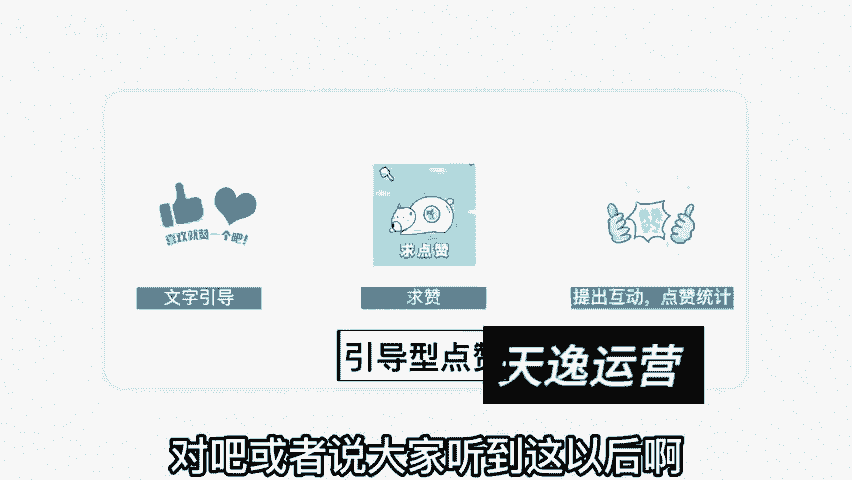 喜欢就赞一个吧!
求点赞
文字引导
求赞
提出互动，点赞统计
引导型点赞
天逸运营
对吧或者说大家听到这以后啊